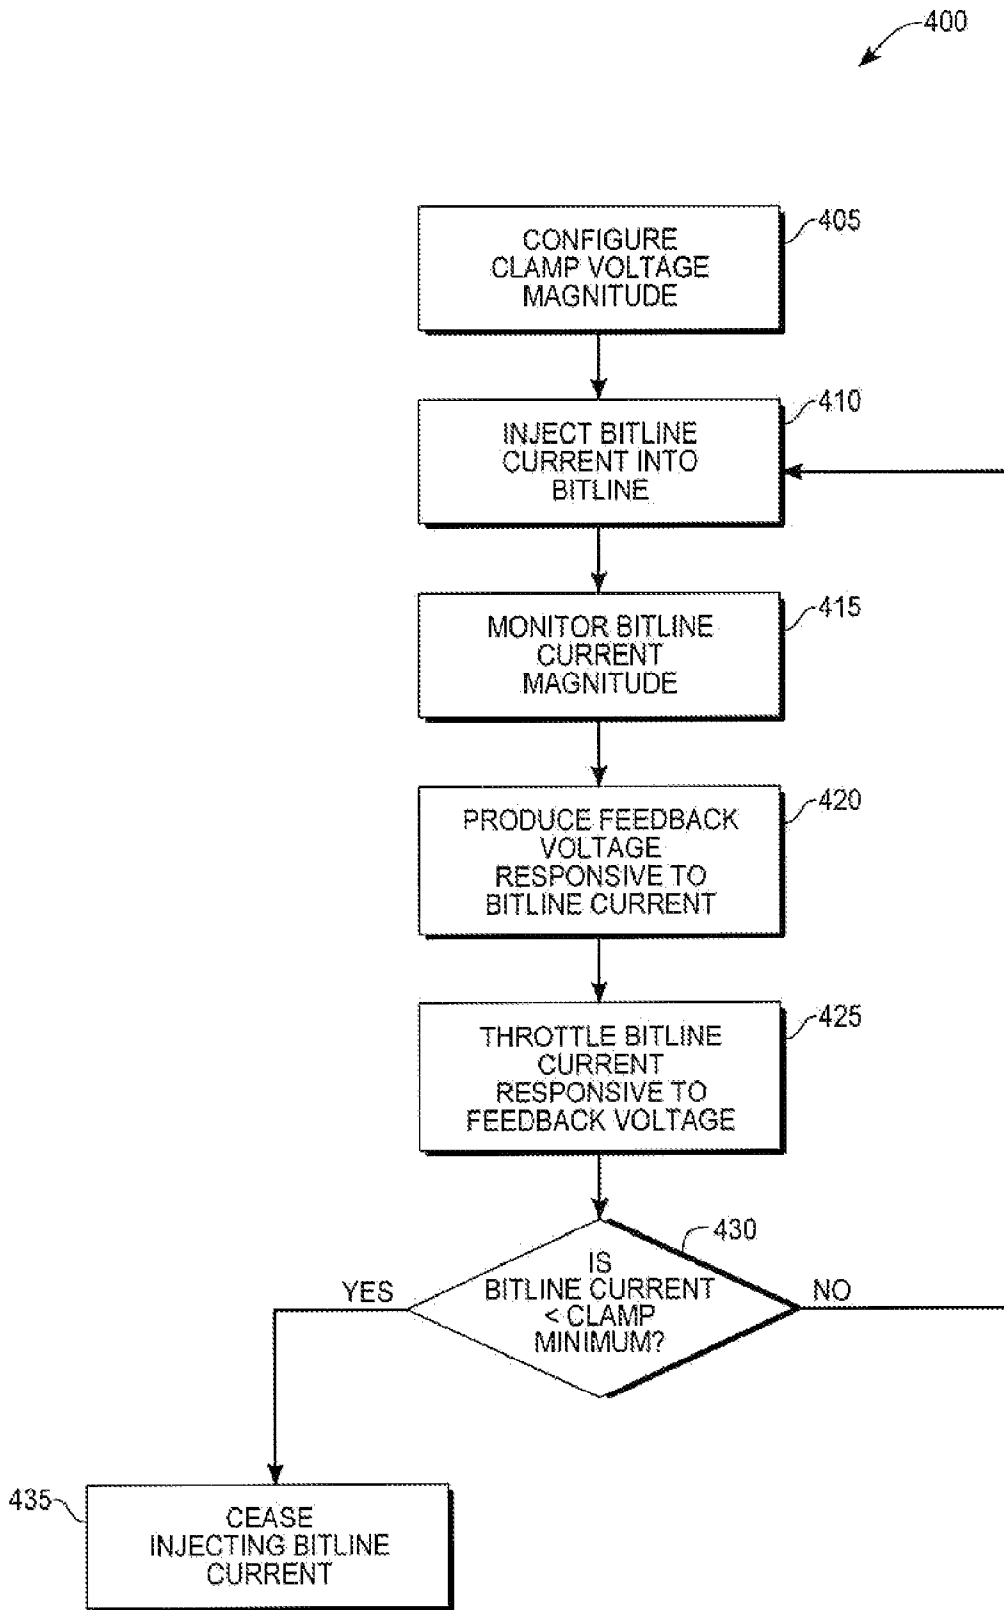 400
405
CONFIGURE
CLAMP VOLTAGE
MAGNITUDE
410
INJECT BITLINE
CURRENT INTO
BITLINE
415
MONITOR BITLINE
CURRENT
MAGNITUDE
420
PRODUCE FEEDBACK
VOLTAGE
RESPONSIVE TO
BITLINE CURRENT
425
THROTTLE BITLINE
CURRENT
RESPONSIVE TO
FEEDBACK VOLTAGE
430
IS
BITLINE CURRENT
< CLAMP
MINIMUM?
YES
NO
435
CEASE
INJECTING BITLINE
CURRENT